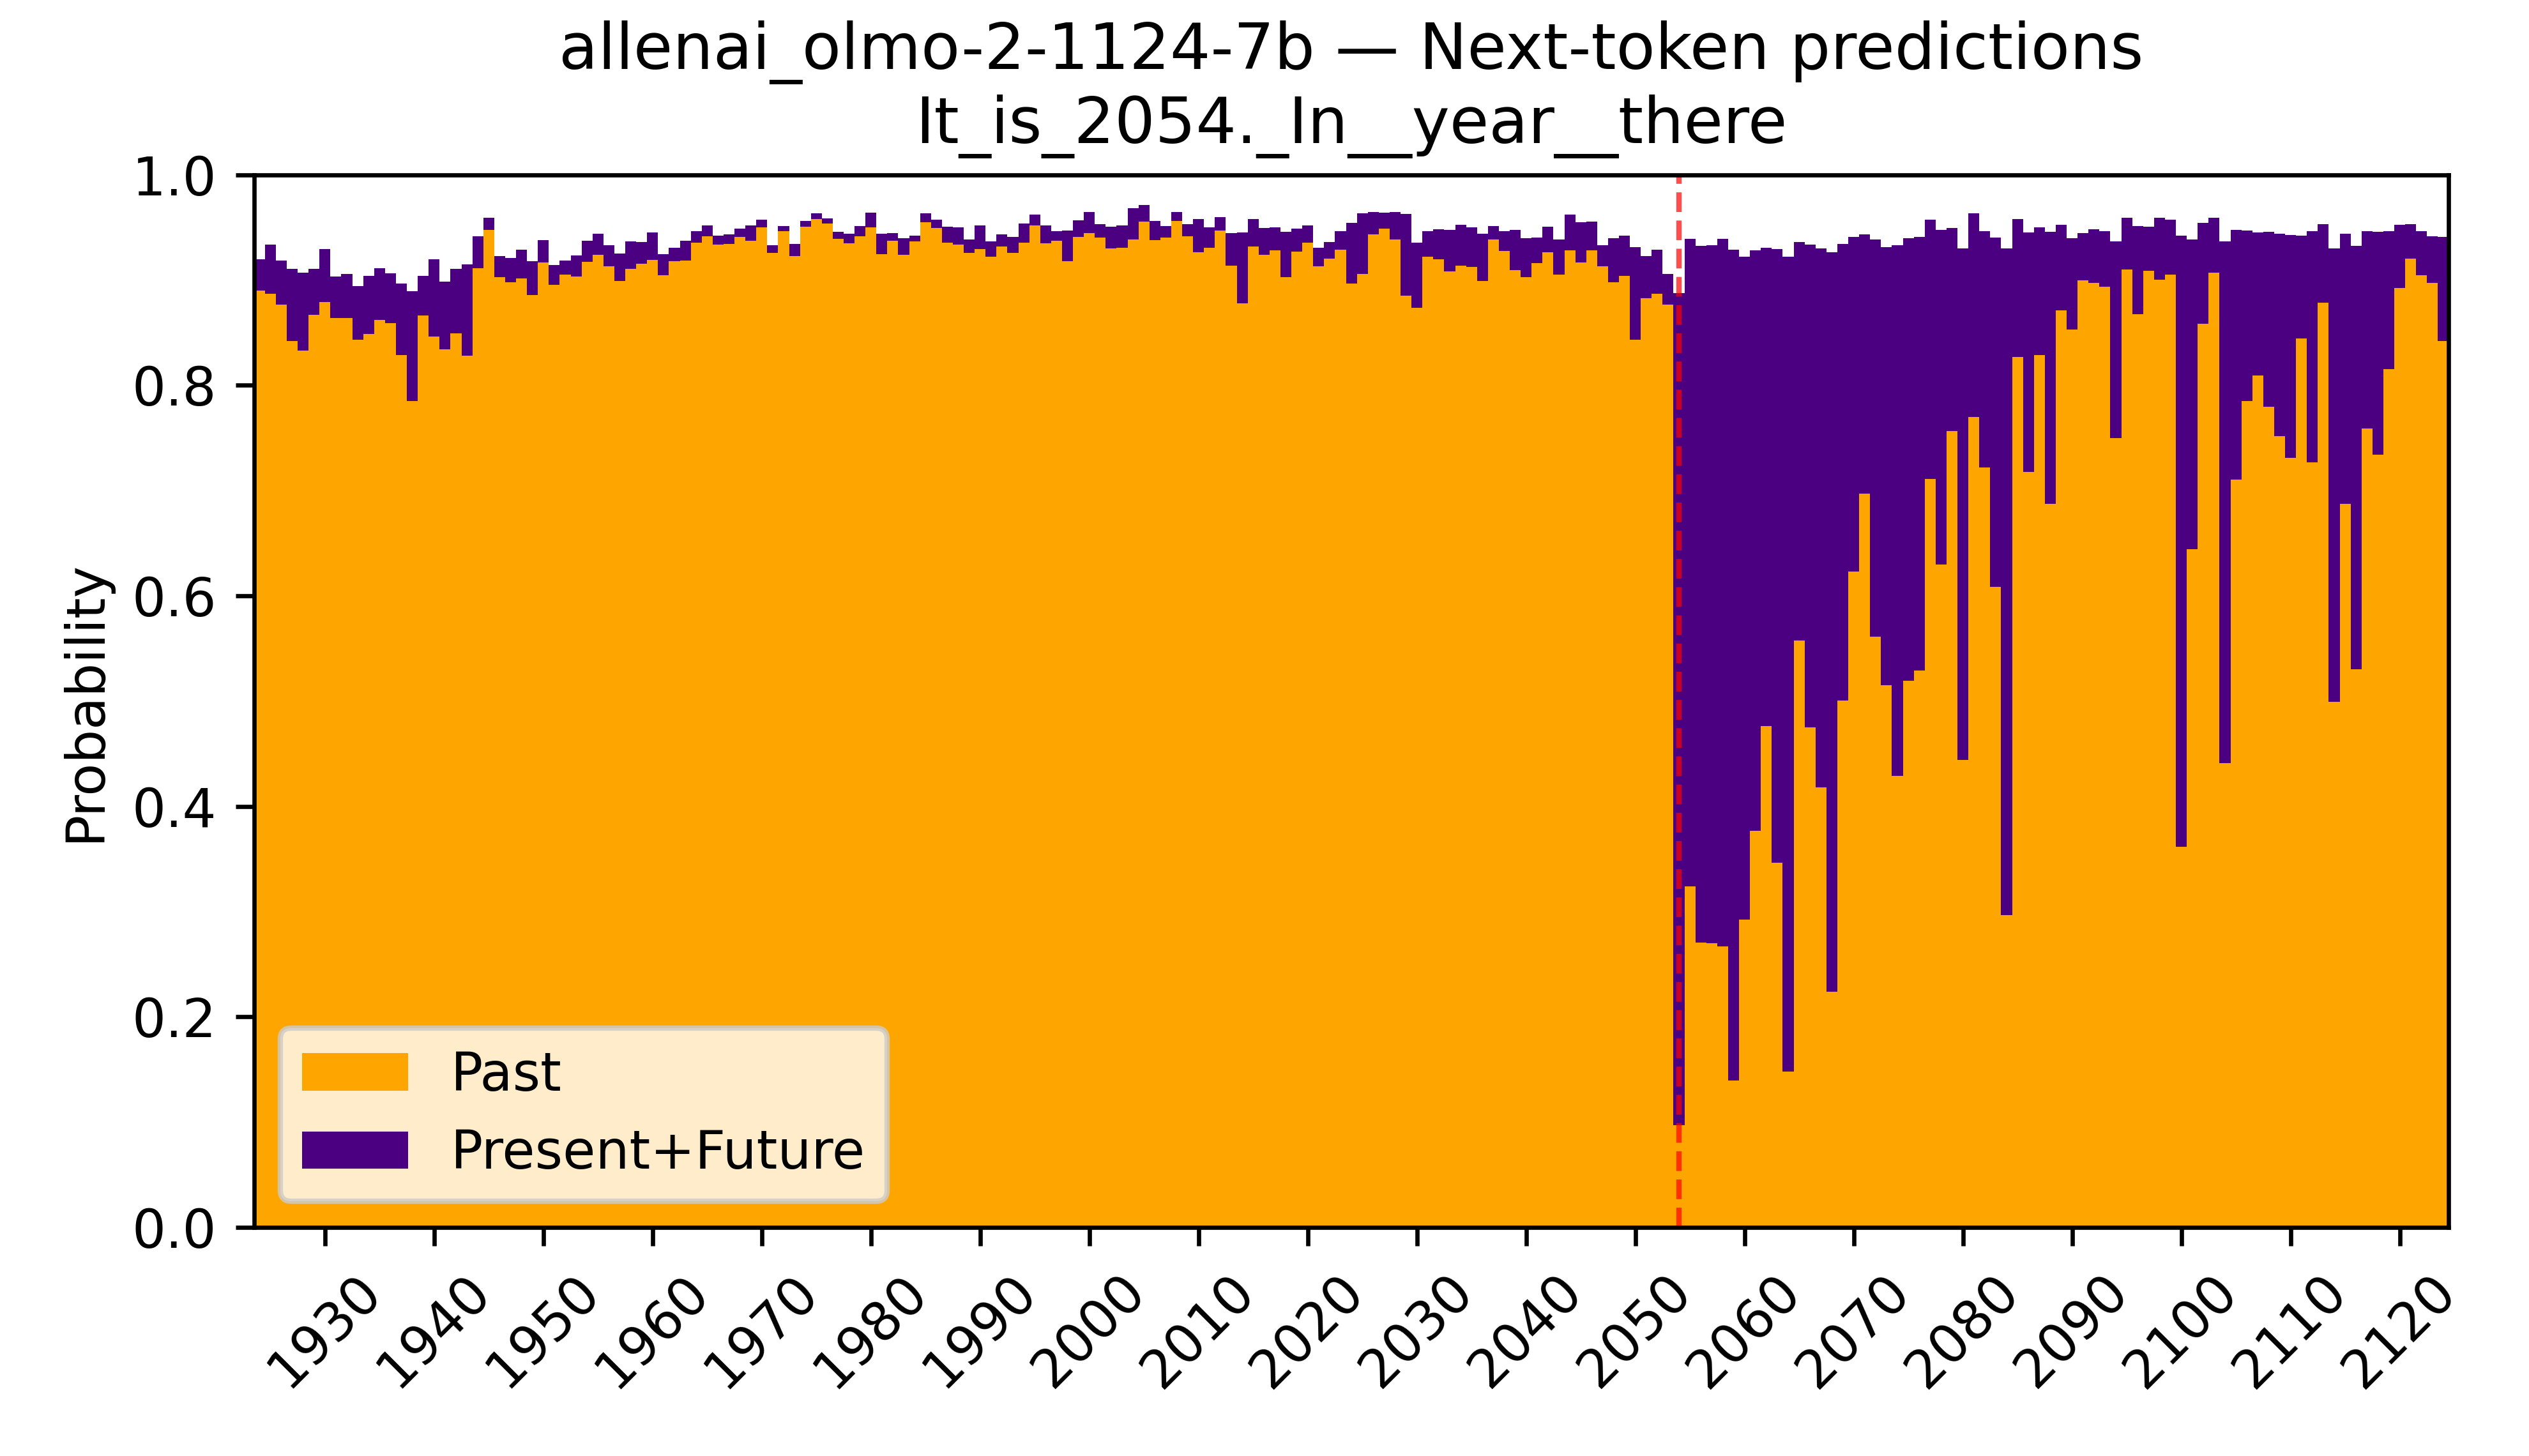 allenai_olmo-2-1124-7b — Next-token predictions
It_is_2054._In__year__there
1.0
0.8
0.6
0.4
0.2
0.0
Probability
Past
Present+Future
1930 1940 1950 1960 1970 1980 1990 2000 2010 2020 2030 2040 2050 2060 2070 2080 2090 2100 2110 2120